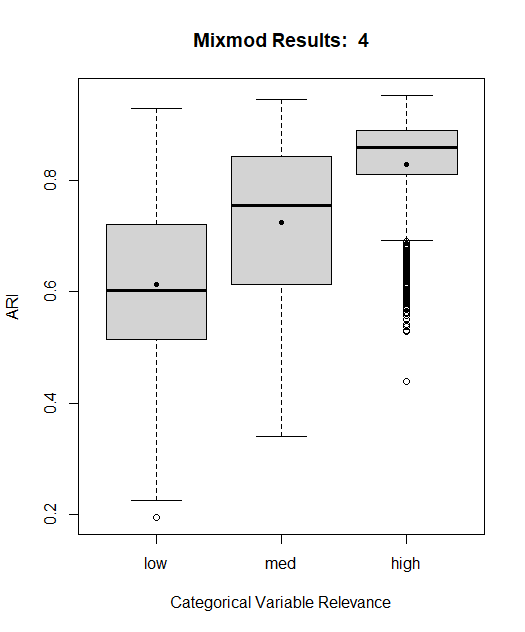 Mixmod Results:  4
ARI
0.8
0.6
0.4
0.2
low med high
Categorical Variable Relevance